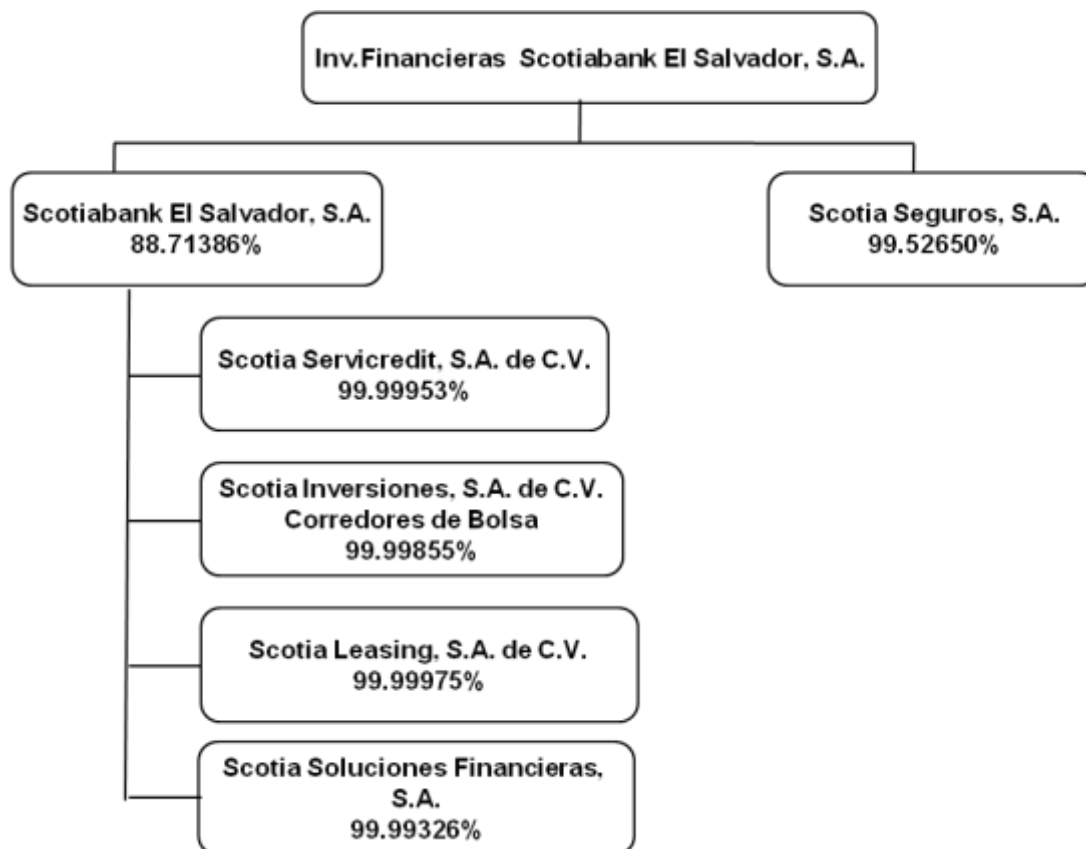 Inv.Financieras Scotiabank El Salvador, S.A.
Scotiabank El Salvador, S.A.
88.71386%
Scotia Seguros, S.A.
99.52650%
Scotia Servicredit, S.A. de C.V.
99.99953%
Scotia Inversiones, S.A. de C.V.
Corredores de Bolsa
99.99855%
Scotia Leasing, S.A. de C.V.
99.99975%
Scotia Soluciones Financieras,
S.A.
99.99326%